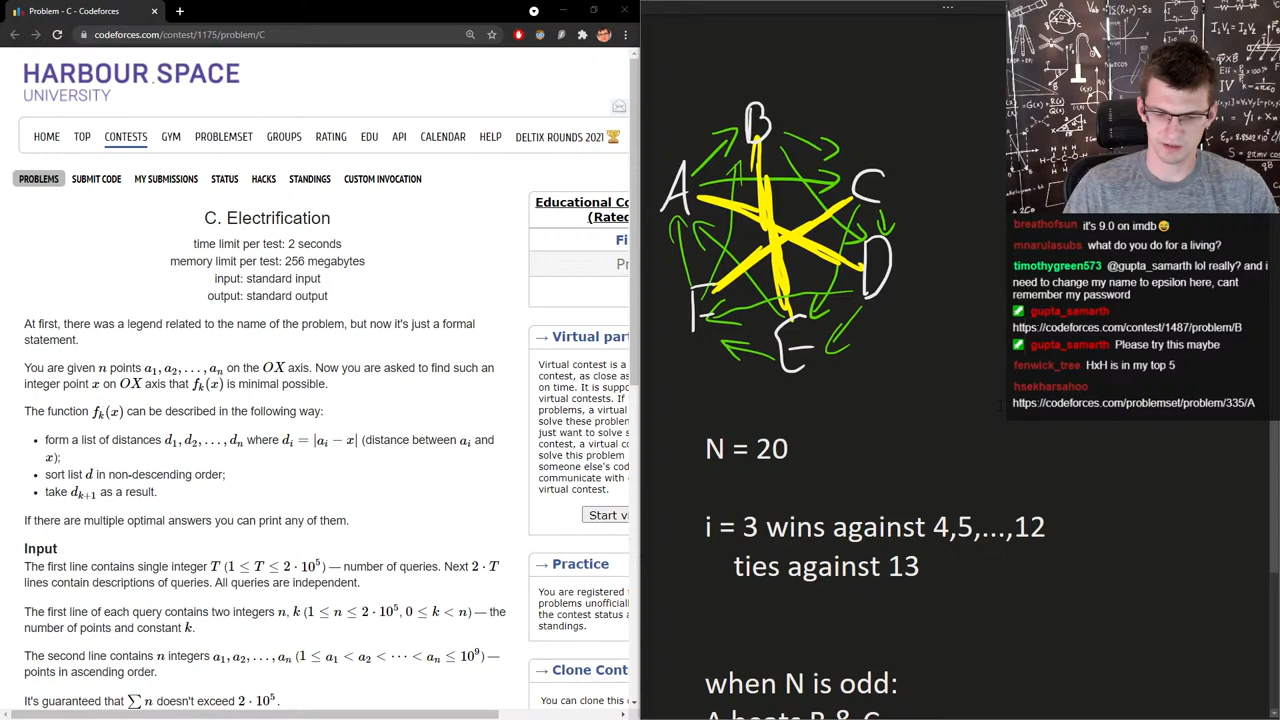 Problem - C - Codeforces
codeforces.com/contest/1175/problem/C
HARBOUR.SPACE
UNIVERSITY
HOME TOP CONTESTS GYM PROBLEMSET GROUPS RATING EDU API CALENDAR HELP DELTIX ROUNDS 2021
PROBLEMS SUBMIT CODE MY SUBMISSIONS STATUS HACKS STANDINGS CUSTOM INVOCATION
C. Electrification
time limit per test: 2 seconds
memory limit per test: 256 megabytes
input: standard input
output: standard output
At first, there was a legend related to the name of the problem, but now it's just a formal
statement.
You are given n points a1, a2, . . . , an on the OX axis. Now you are asked to find such an
integer point x on OX axis that fk(x) is minimal possible.
The function fk(x) can be described in the following way:
• form a list of distances d1, d2, . . . , dn where di = |ai − x| (distance between ai and
x);
• sort list d in non-descending order;
• take dk+1 as a result.
If there are multiple optimal answers you can print any of them.
Input
The first line contains single integer T (1 ≤ T ≤ 2 · 10^5) — number of queries. Next 2 · T
lines contain descriptions of queries. All queries are independent.
The first line of each query contains two integers n, k (1 ≤ n ≤ 2 · 10^5, 0 ≤ k < n) — the
number of points and constant k.
The second line contains n integers a1, a2, . . . , an (1 ≤ a1 < a2 < · · · < an ≤ 10^9) —
points in ascending order.
It's guaranteed that ∑ n doesn't exceed 2 · 10^5.
Educational Co
(Rate
Fi
Pr
→ Virtual part
Virtual contest is a
contest, as close as
on time. It is suppo
problems, a virtual
solve these problem
just want to solve s
contest, a virtual co
solve this problem
someone else's cod
communicate with
virtual contest.
Start vi
→ Practice
You are registered f
problems unofficiall
the contest status a
standings.
→ Clone Cont
You can clone this c
B
A
C
D
F
E
N = 20
i = 3 wins against 4,5,...,12
ties against 13
when N is odd:
A beats B & C
breathofsun it's 9.0 on imdb
mnarulasubs what do you do for a living?
timothygreen573 @gupta_samarth lol really? and i
need to change my name to epsilon here, cant
remember my password
gupta_samarth
https://codeforces.com/contest/1487/problem/B
gupta_samarth Please try this maybe
fenwick_tree HxH is in my top 5
hsekharsahoo
https://codeforces.com/problemset/problem/335/A